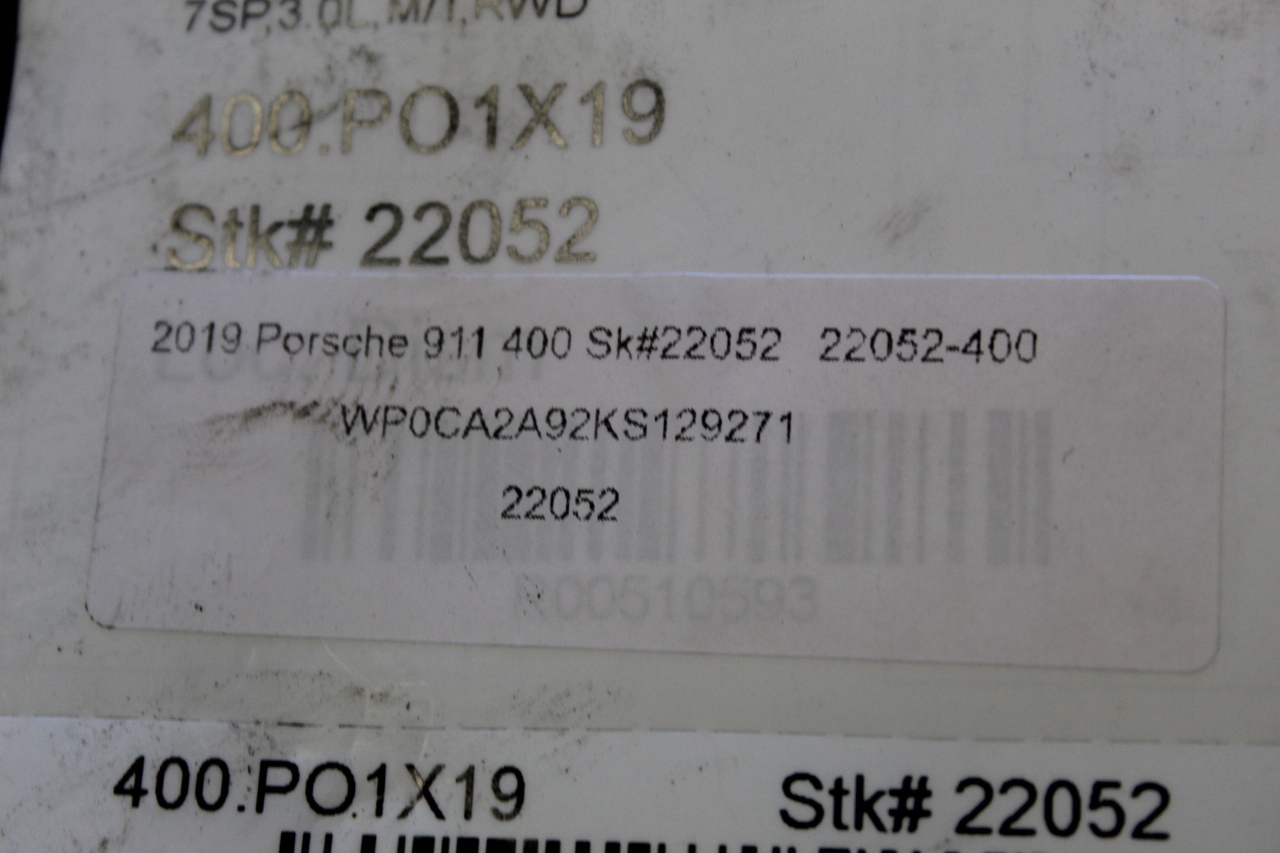 7SP,3.0L,M/T,RWD
400.PO1X19
Stk# 22052
2019 Porsche 911 400 Sk#22052 22052-400
WP0CA2A92KS129271
22052
R00510593
400.PO1X19 Stk# 22052